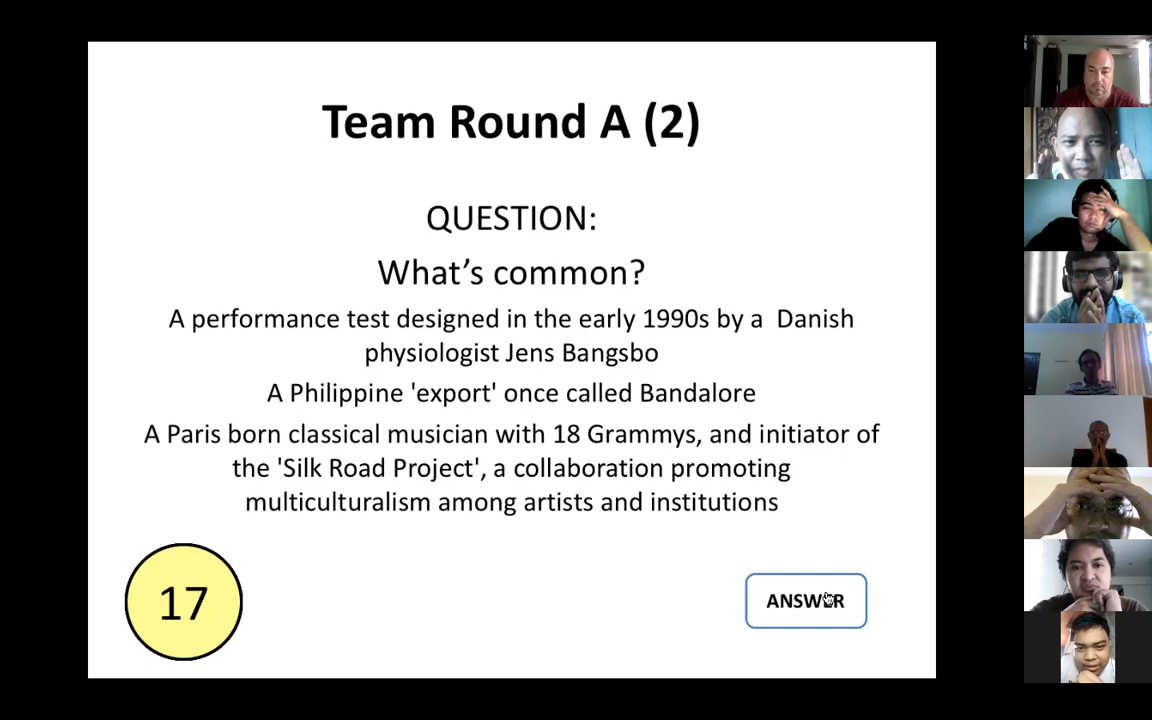 Team Round A (2)
QUESTION:
What's common?
A performance test designed in the early 1990s by a  Danish
physiologist Jens Bangsbo
A Philippine 'export' once called Bandalore
A Paris born classical musician with 18 Grammys, and initiator of
the 'Silk Road Project', a collaboration promoting
multiculturalism among artists and institutions
17
ANSWER